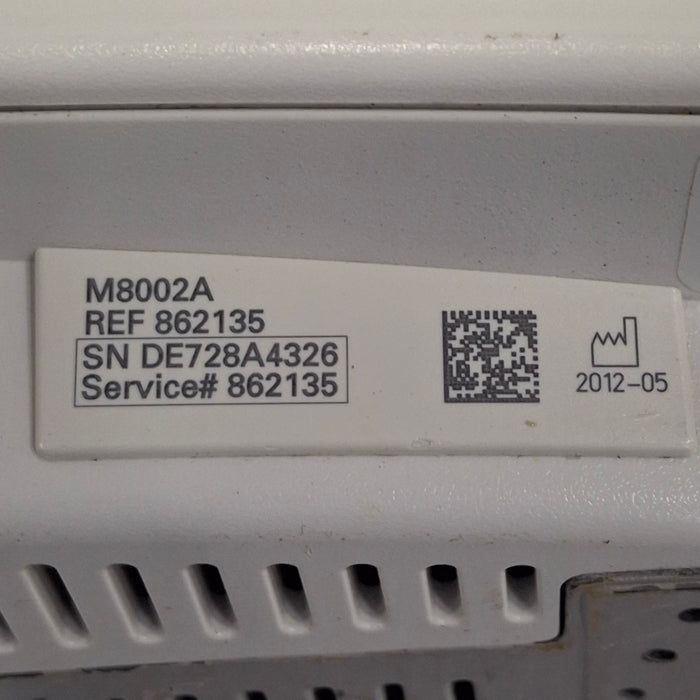 M8002A
REF 862135
SN DE728A4326
Service# 862135
2012-05